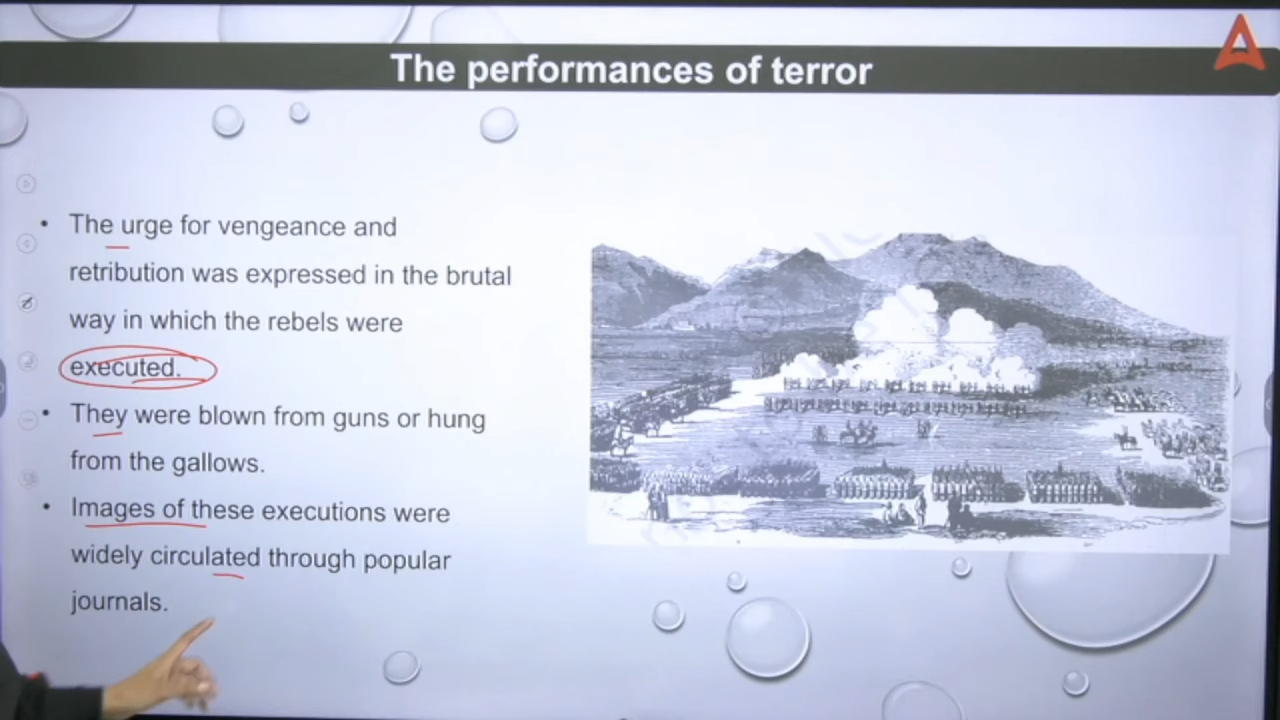 The performances of terror
• The urge for vengeance and
retribution was expressed in the brutal
way in which the rebels were
executed.
• They were blown from guns or hung
from the gallows.
• Images of these executions were
widely circulated through popular
journals.